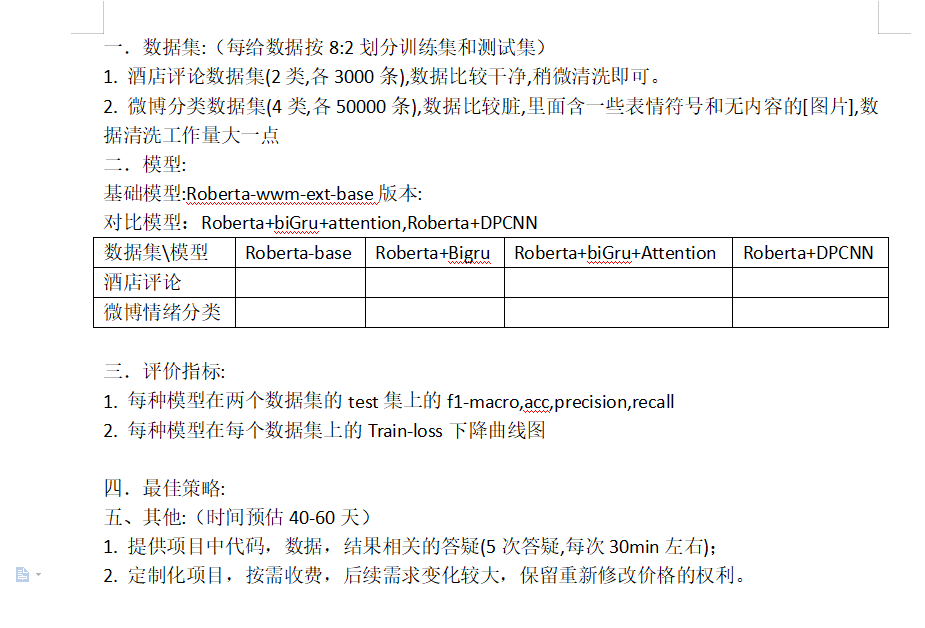 一．数据集:（每给数据按 8:2 划分训练集和测试集）
1. 酒店评论数据集(2 类,各 3000 条),数据比较干净,稍微清洗即可。
2. 微博分类数据集(4 类,各 50000 条),数据比较脏,里面含一些表情符号和无内容的[图片],数
据清洗工作量大一点
二．模型:
基础模型:Roberta-wwm-ext-base 版本:
对比模型：Roberta+biGru+attention,Roberta+DPCNN
数据集\模型 Roberta-base Roberta+Bigru Roberta+biGru+Attention Roberta+DPCNN
酒店评论
微博情绪分类
三．评价指标:
1. 每种模型在两个数据集的 test 集上的 f1-macro,acc,precision,recall
2. 每种模型在每个数据集上的 Train-loss 下降曲线图
四．最佳策略:
五、其他:（时间预估 40-60 天）
1. 提供项目中代码，数据，结果相关的答疑(5 次答疑,每次 30min 左右)；
2. 定制化项目，按需收费，后续需求变化较大，保留重新修改价格的权利。